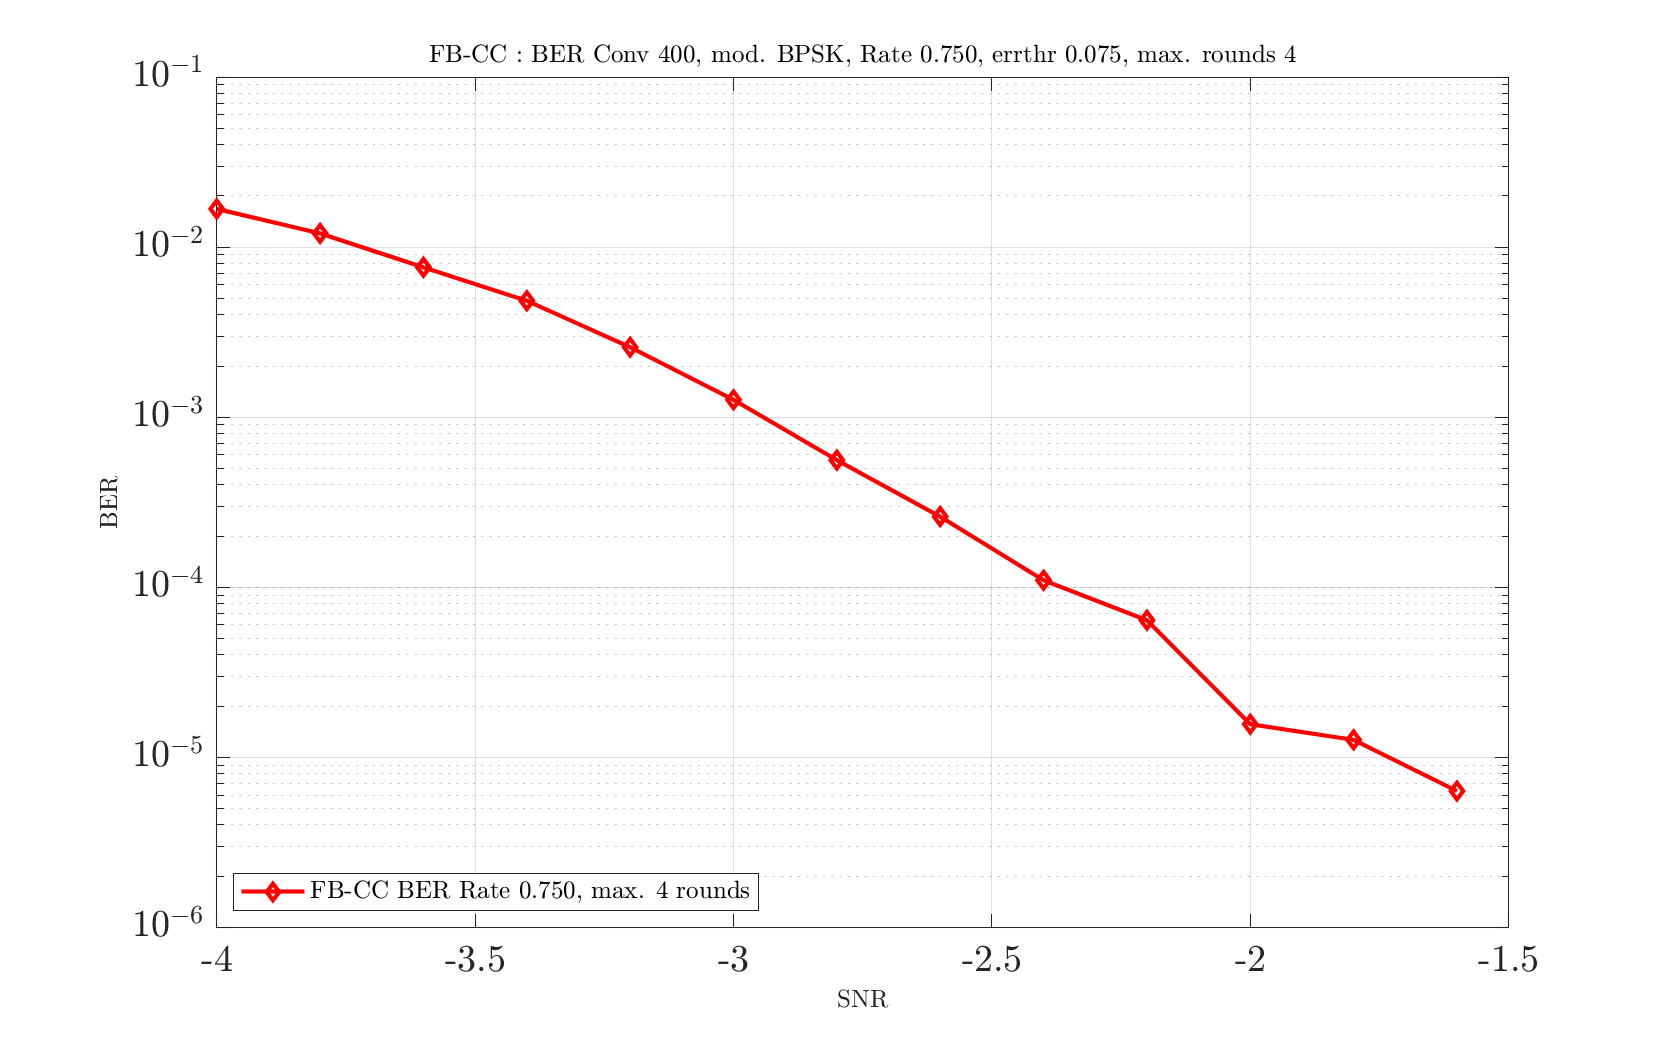 FB-CC : BER Conv 400, mod. BPSK, Rate 0.750, errthr 0.075, max. rounds 4
10⁻¹
10⁻²
10⁻³
10⁻⁴
10⁻⁵
10⁻⁶
BER
FB-CC BER Rate 0.750, max. 4 rounds
-4 -3.5 -3 -2.5 -2 -1.5
SNR